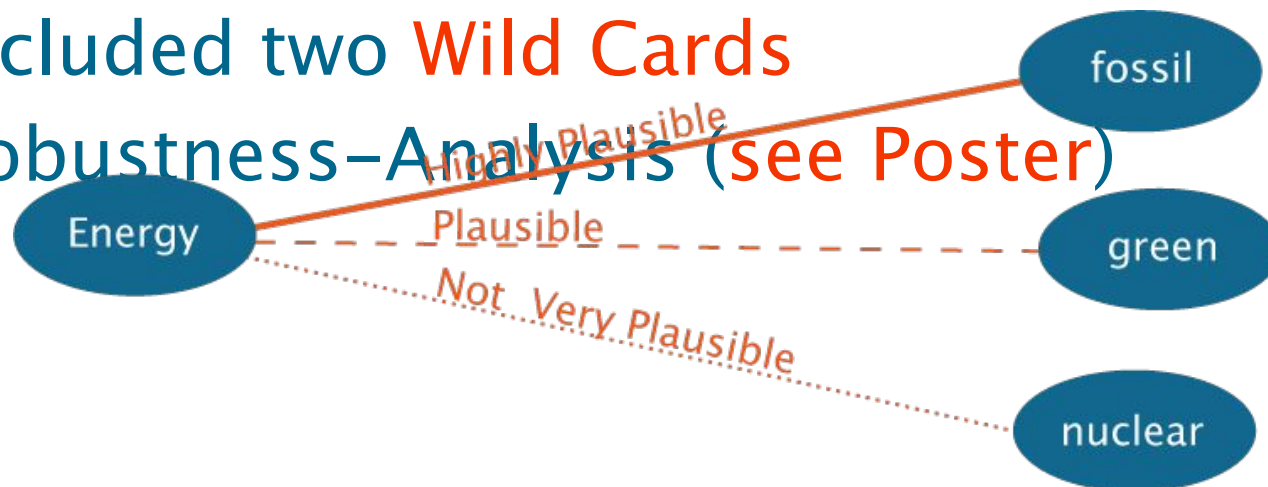 cluded two Wild Cards
fossil
Highly Plausible
obustness-Analysis (see Poster)
Energy
Plausible
green
Not Very Plausible
nuclear